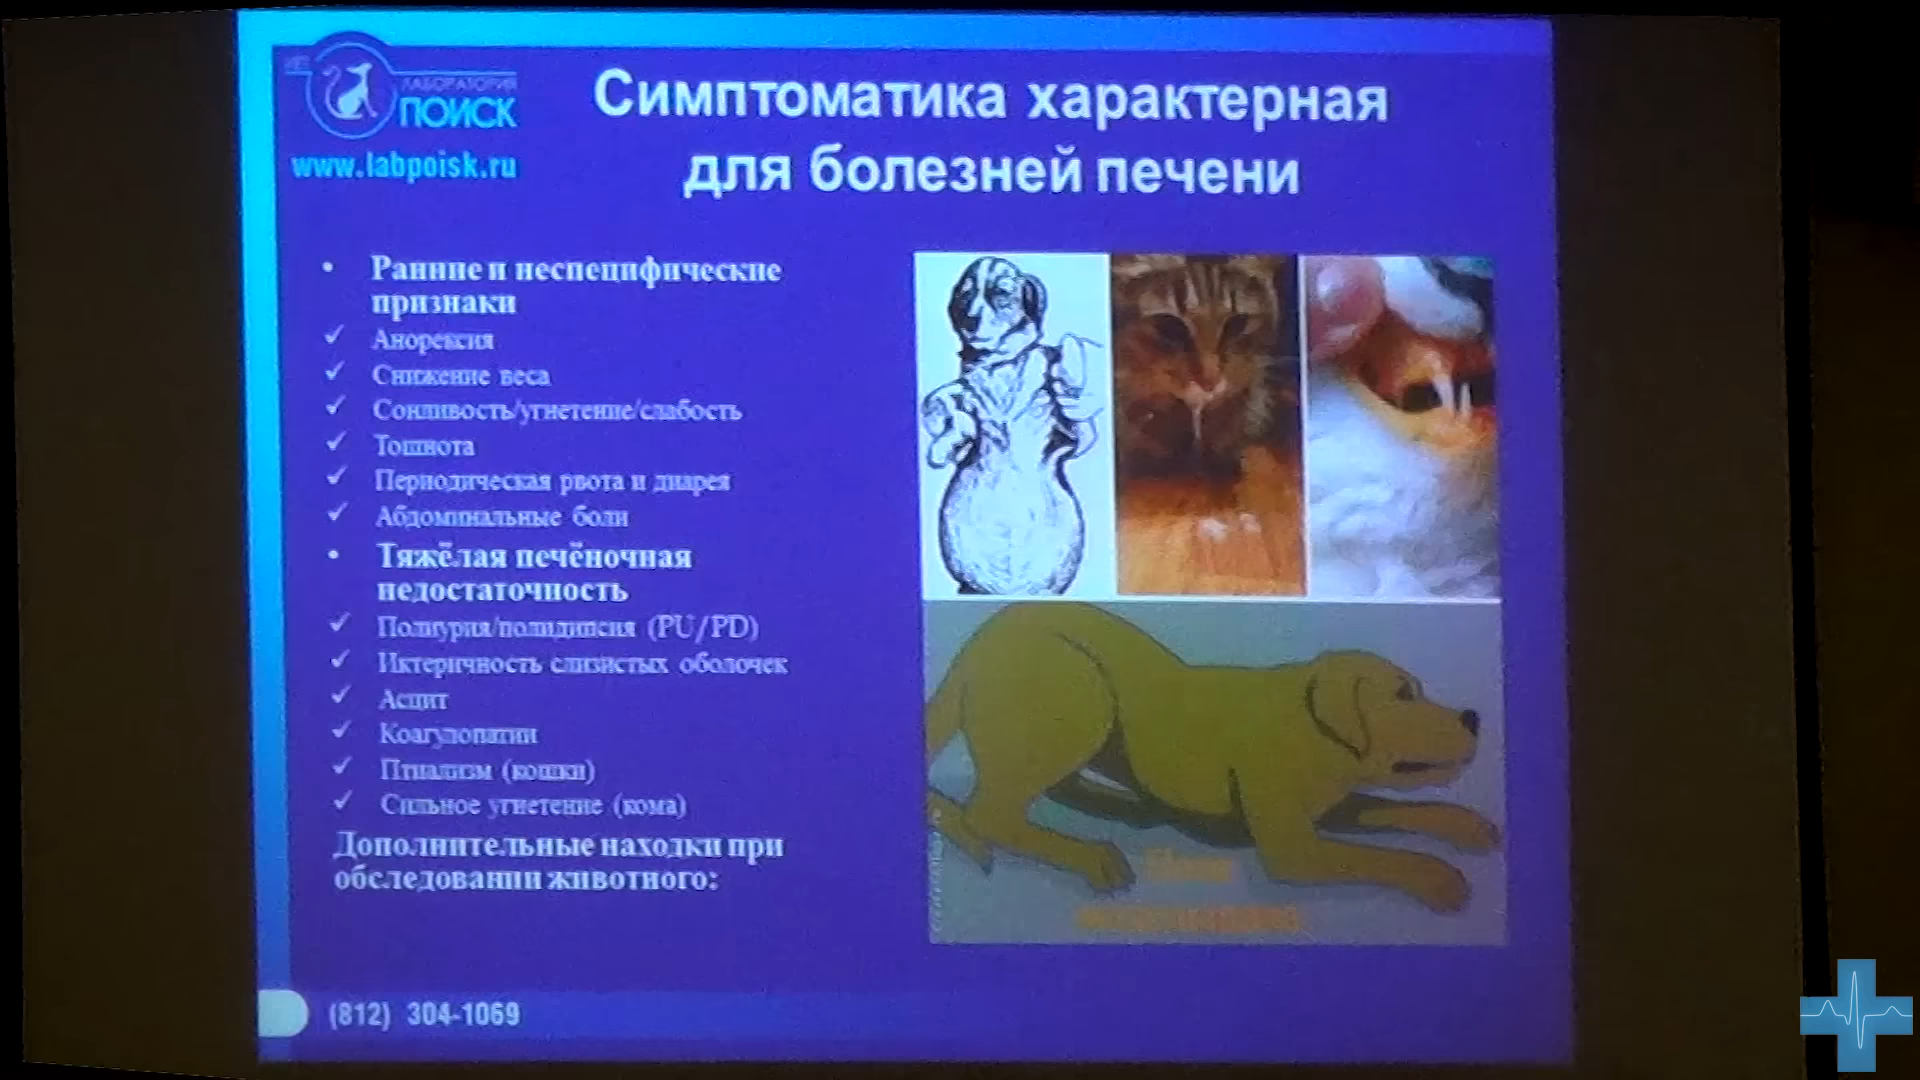 ЛАБОРАТОРИЯ
ПОИСК
www.labpoisk.ru
Симптоматика характерная
для болезней печени
• Ранние и неспецифические
признаки
✓ Анорексия
✓ Снижение веса
✓ Сонливость/угнетение/слабость
✓ Тошнота
✓ Периодическая рвота и диарея
✓ Абдоминальные боли
• Тяжёлая печёночная
недостаточность
✓ Полиурия/полидипсия (PU/PD)
✓ Иктеричность слизистых оболочек
✓ Асцит
✓ Коагулопатии
✓ Птиализм (кошки)
✓ Сильное угнетение (кома)
Дополнительные находки при
обследовании животного:
(812) 304-1069